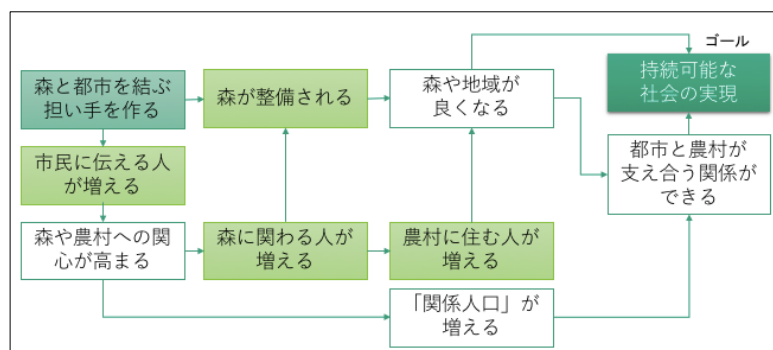 ゴール
森と都市を結ぶ
担い手を作る
森が整備される
森や地域が
良くなる
持続可能な
社会の実現
市民に伝える人
が増える
都市と農村が
支え合う関係が
できる
森や農村への関
心が高まる
森に関わる人が
増える
農村に住む人が
増える
「関係人口」が
増える